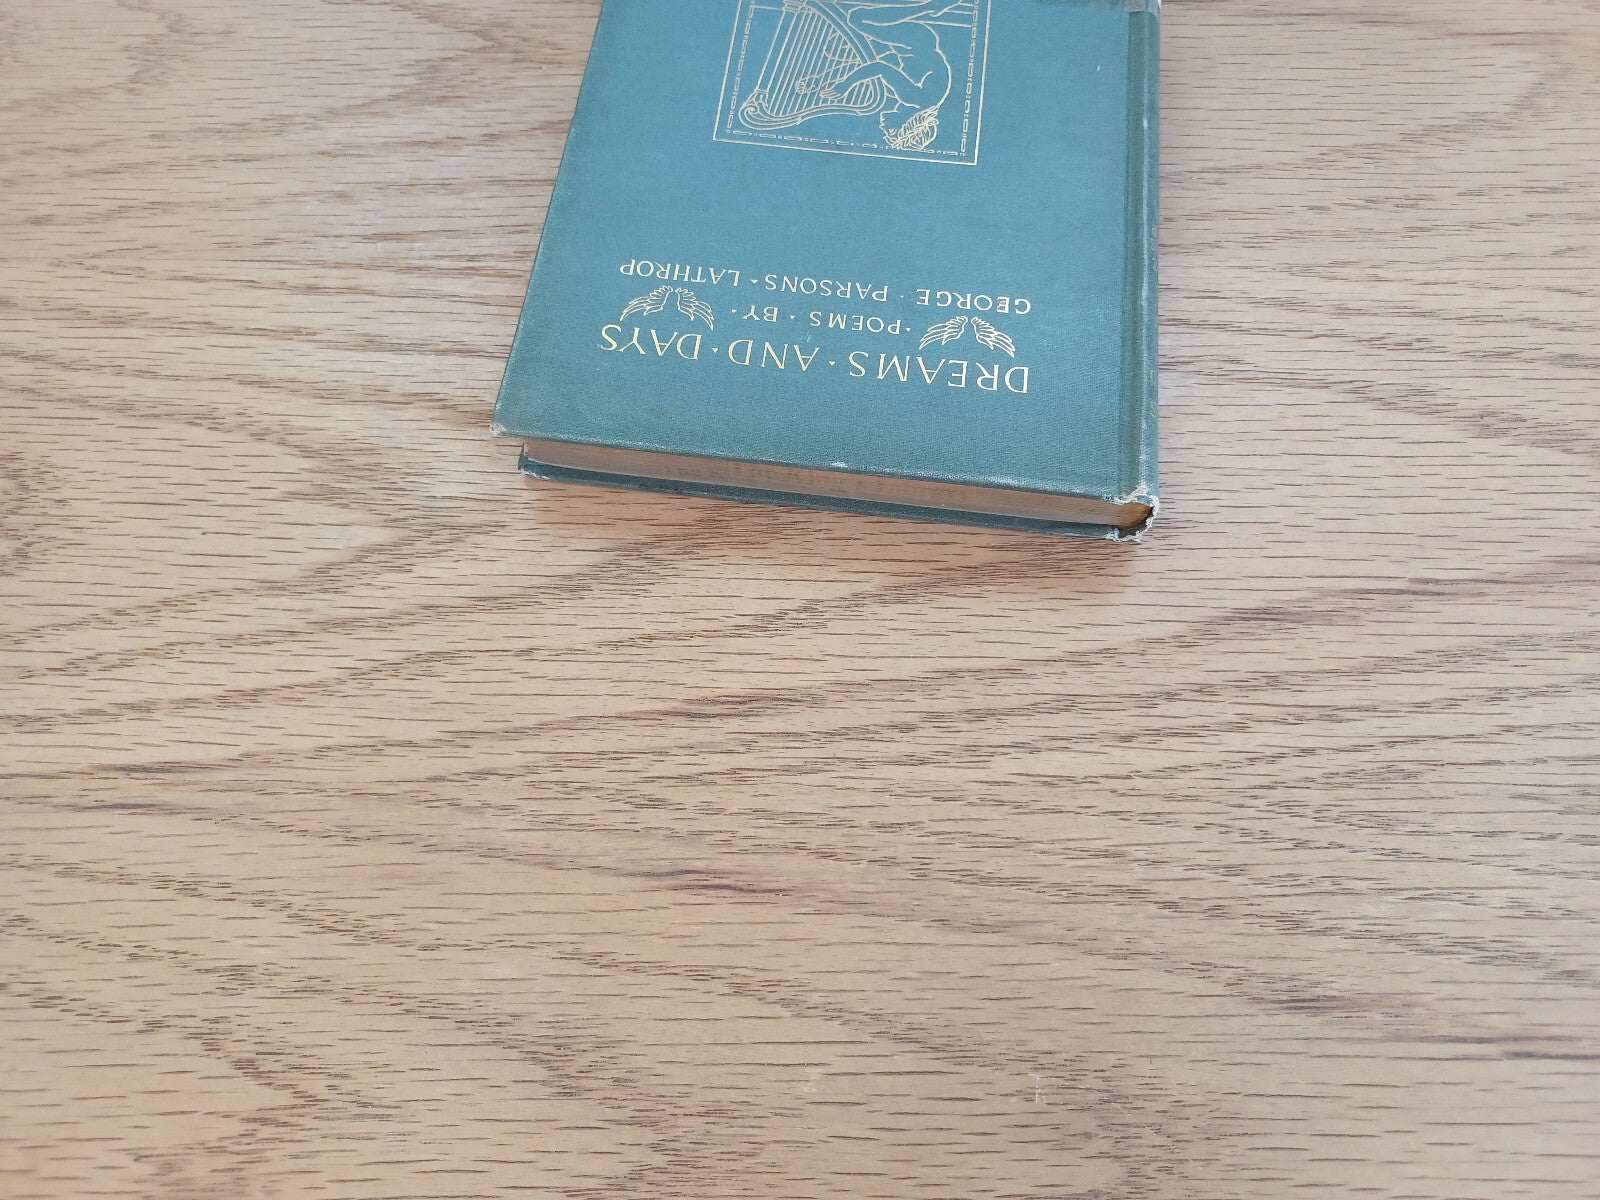 DREAMS · AND · DAYS
· POEMS · BY ·
GEORGE · PARSONS · LATHROP